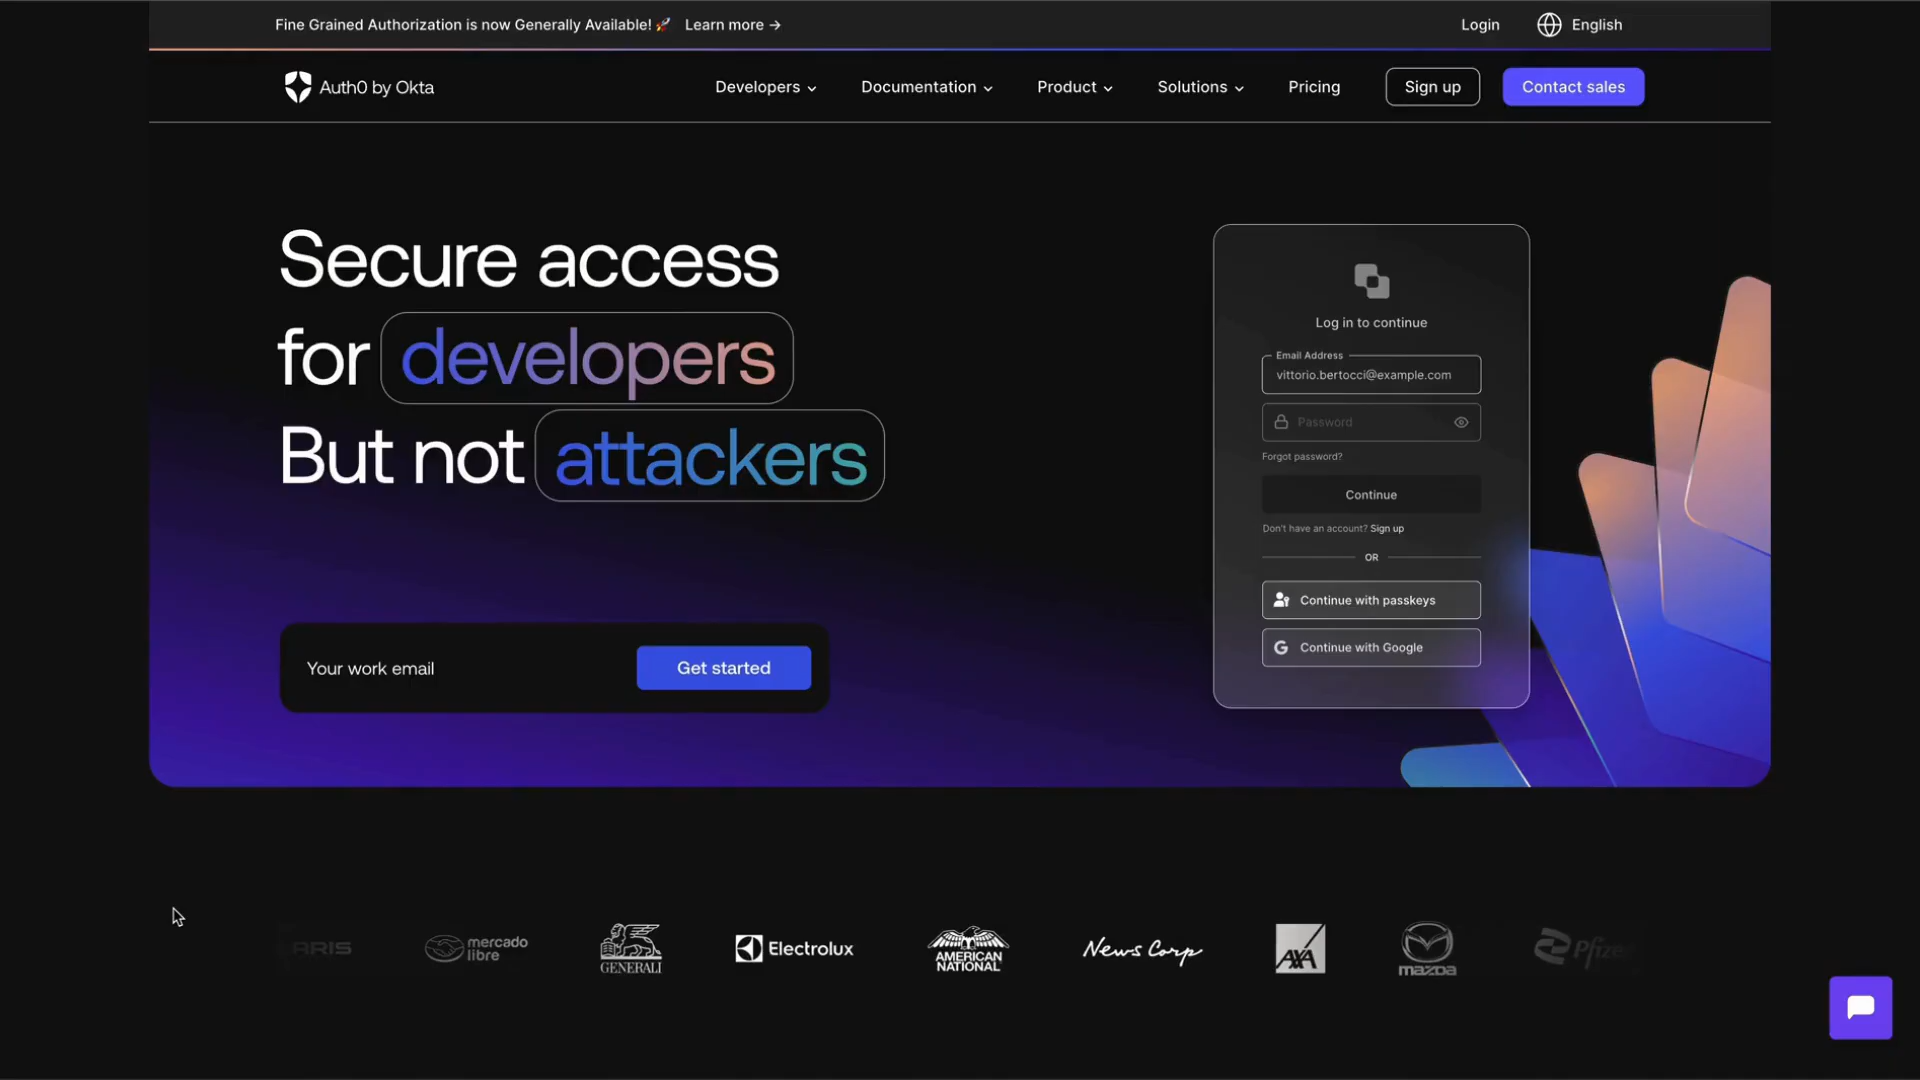 Fine Grained Authorization is now Generally Available! 🚀 Learn more →
Login
English
Auth0 by Okta
Developers
Documentation
Product
Solutions
Pricing
Sign up
Contact sales
Secure access
for developers
But not attackers
Your work email
Get started
Log in to continue
Email Address
vittorio.bertocci@example.com
Password
Forgot password?
Continue
Don't have an account? Sign up
OR
Continue with passkeys
G Continue with Google
ARRIS
mercado
libre
GENERALI
Electrolux
AMERICAN
NATIONAL
News Corp
AXA
mazda
Pfizer